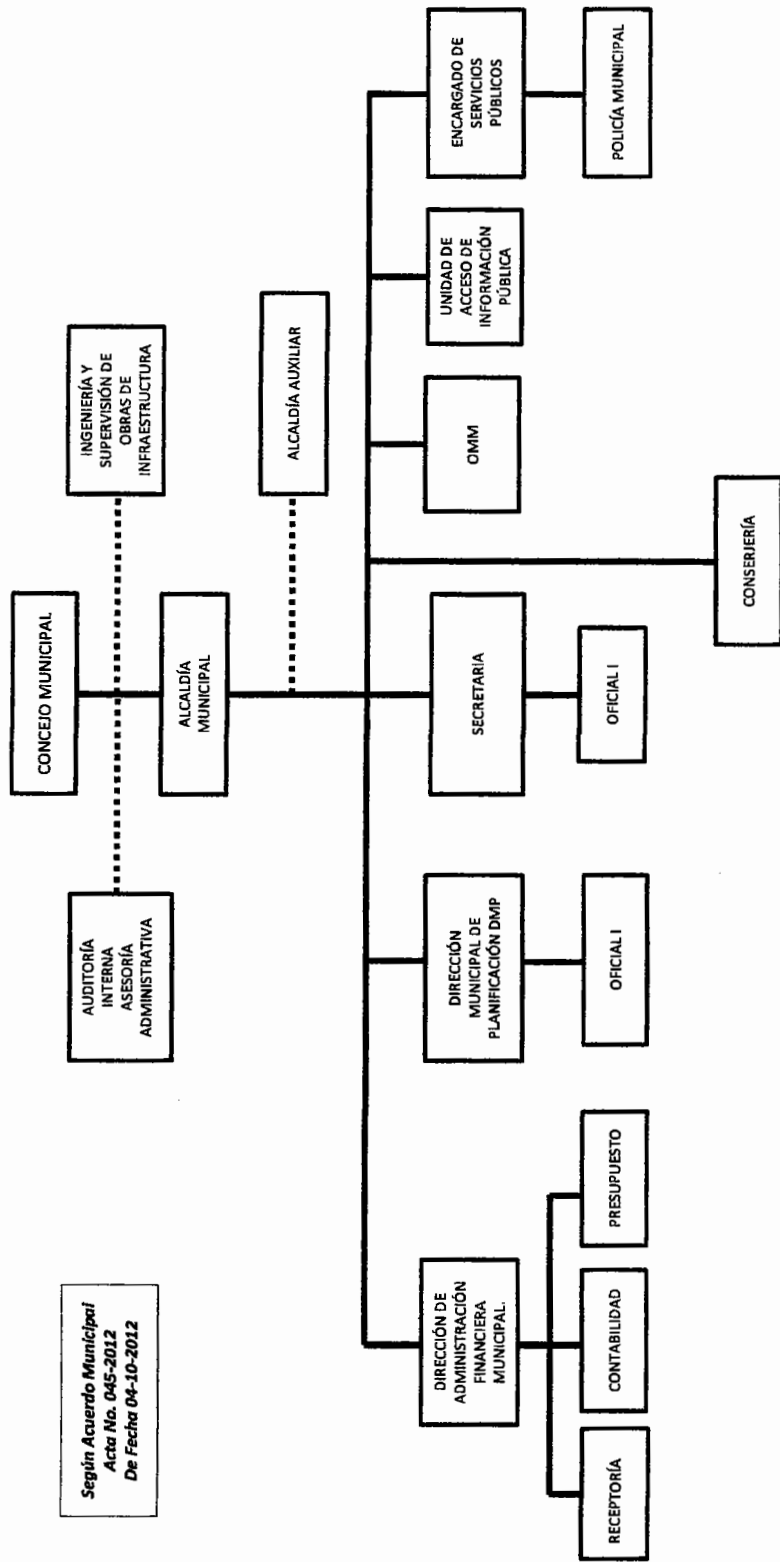 Según Acuerdo Municipal
Acta No. 045-2012
De Fecha 04-10-2012
CONCEJO MUNICIPAL
AUDITORÍA
INTERNA
ASESORÍA
ADMINISTRATIVA
INGENIERÍA Y
SUPERVISIÓN DE
OBRAS DE
INFRAESTRUCTURA
ALCALDÍA
MUNICIPAL
ALCALDÍA AUXILIAR
DIRECCIÓN DE
ADMINISTRACIÓN
FINANCIERA
MUNICIPAL.
DIRECCIÓN
MUNICIPAL DE
PLANIFICACIÓN DMP
SECRETARIA
OMM
UNIDAD DE
ACCESO DE
INFORMACIÓN
PÚBLICA
ENCARGADO DE
SERVICIOS
PÚBLICOS
RECEPTORÍA
CONTABILIDAD
PRESUPUESTO
OFICIAL I
OFICIAL I
POLICÍA MUNICIPAL
CONSERJERÍA